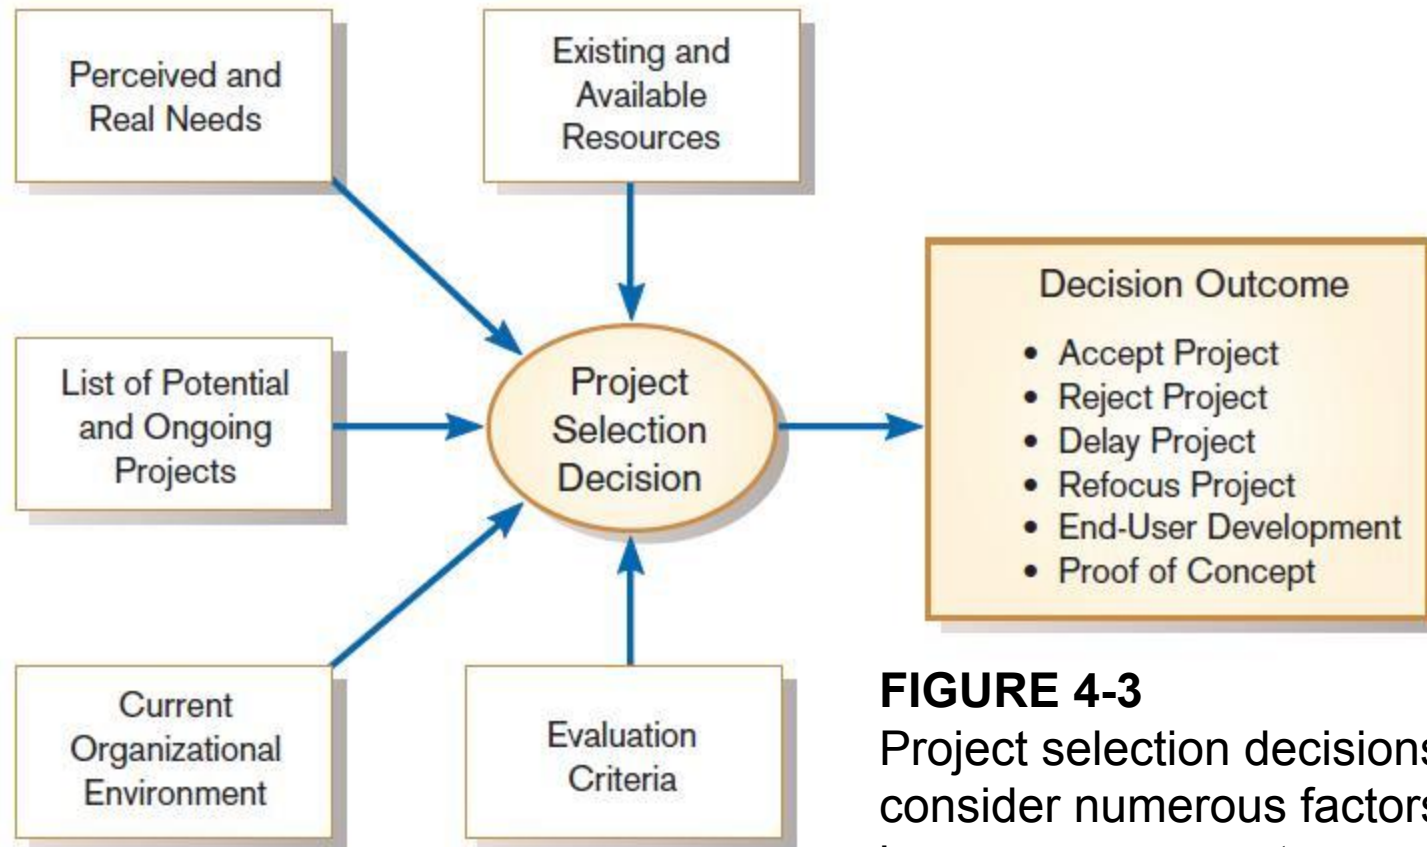 Perceived and
Real Needs
Existing and
Available
Resources
List of Potential
and Ongoing
Projects
Project
Selection
Decision
Decision Outcome
• Accept Project
• Reject Project
• Delay Project
• Refocus Project
• End-User Development
• Proof of Concept
Current
Organizational
Environment
Evaluation
Criteria
FIGURE 4-3
Project selection decisions
consider numerous factors